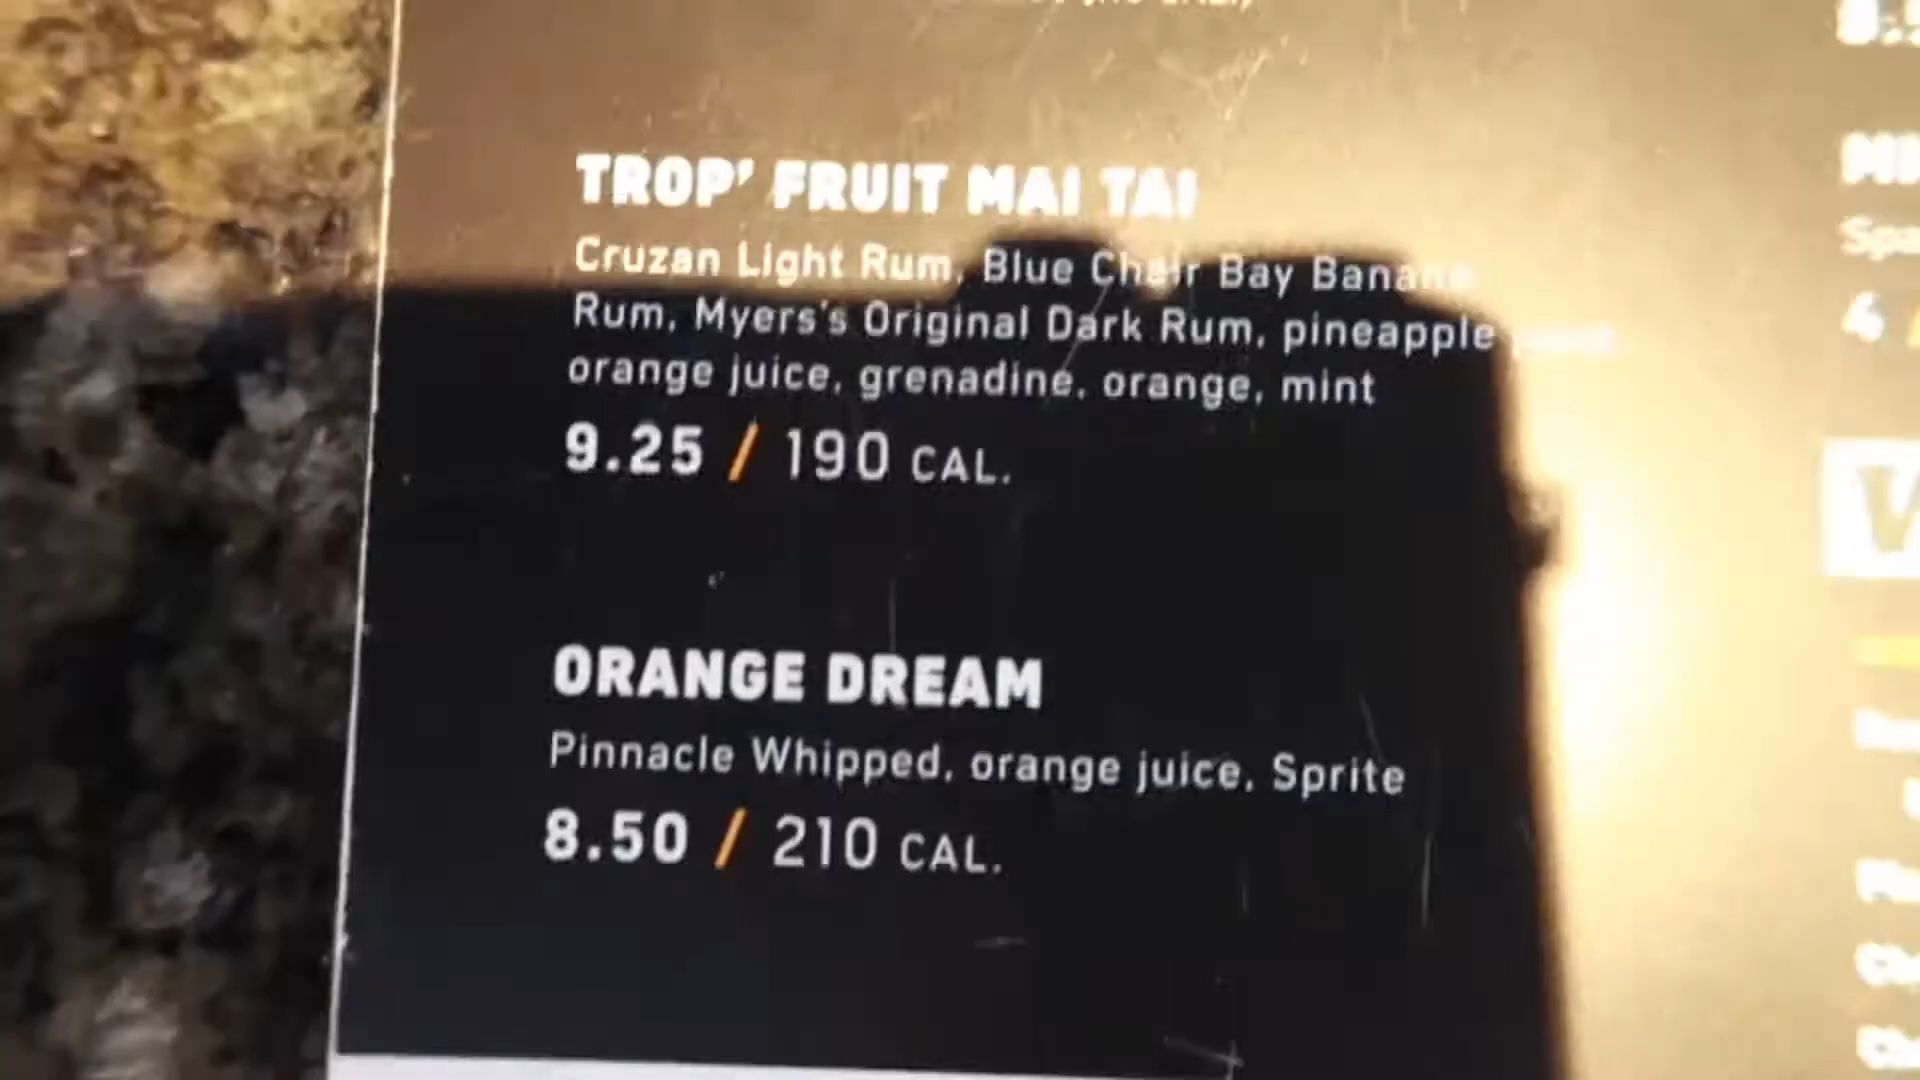 TROP' FRUIT MAI TAI
Cruzan Light Rum, Blue Chair Bay Banana
Rum, Myers's Original Dark Rum, pineapple
orange juice, grenadine, orange, mint
9.25 / 190 CAL.
ORANGE DREAM
Pinnacle Whipped, orange juice, Sprite
8.50 / 210 CAL.
4